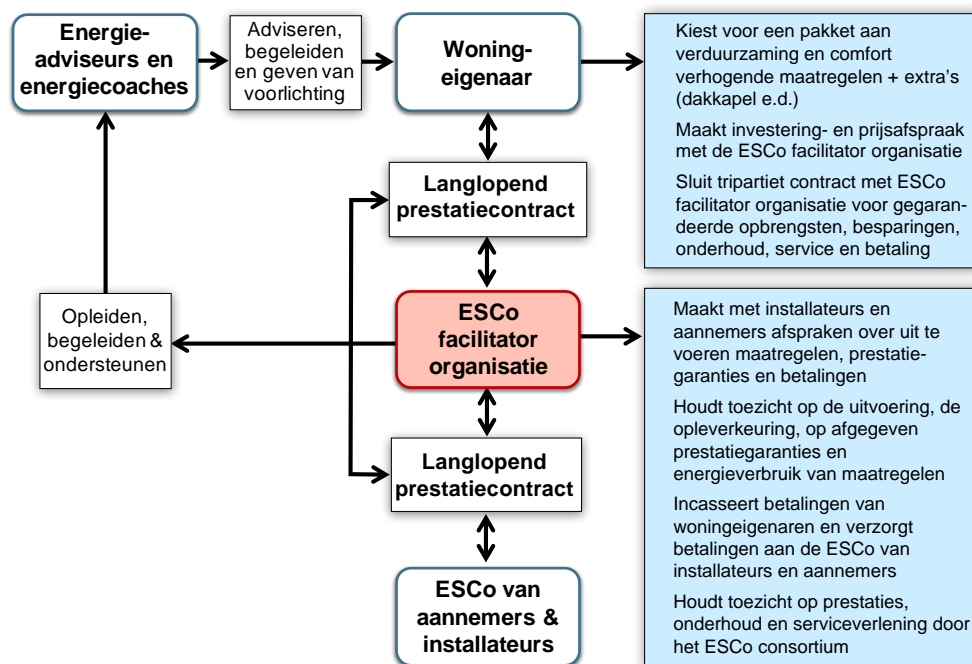 Energie-
adviseurs en
energiecoaches
Adviseren,
begeleiden
en geven van
voorlichting
Woning-
eigenaar
Kiest voor een pakket aan
verduurzaming en comfort
verhogende maatregelen + extra's
(dakkapel e.d.)
Maakt investering- en prijsafspraak
met de ESCo facilitator organisatie
Sluit tripartiet contract met ESCo
facilitator organisatie voor gegaran-
deerde opbrengsten, besparingen,
onderhoud, service en betaling
Langlopend
prestatiecontract
Opleiden,
begeleiden &
ondersteunen
ESCo
facilitator
organisatie
Maakt met installateurs en
aannemers afspraken over uit te
voeren maatregelen, prestatie-
garanties en betalingen
Houdt toezicht op de uitvoering, de
opleverkeuring, op afgegeven
prestatiegaranties en
energieverbruik van maatregelen
Incasseert betalingen van
woningeigenaren en verzorgt
betalingen aan de ESCo van
installateurs en aannemers
Houdt toezicht op prestaties,
onderhoud en serviceverlening door
het ESCo consortium
Langlopend
prestatiecontract
ESCo van
aannemers &
installateurs